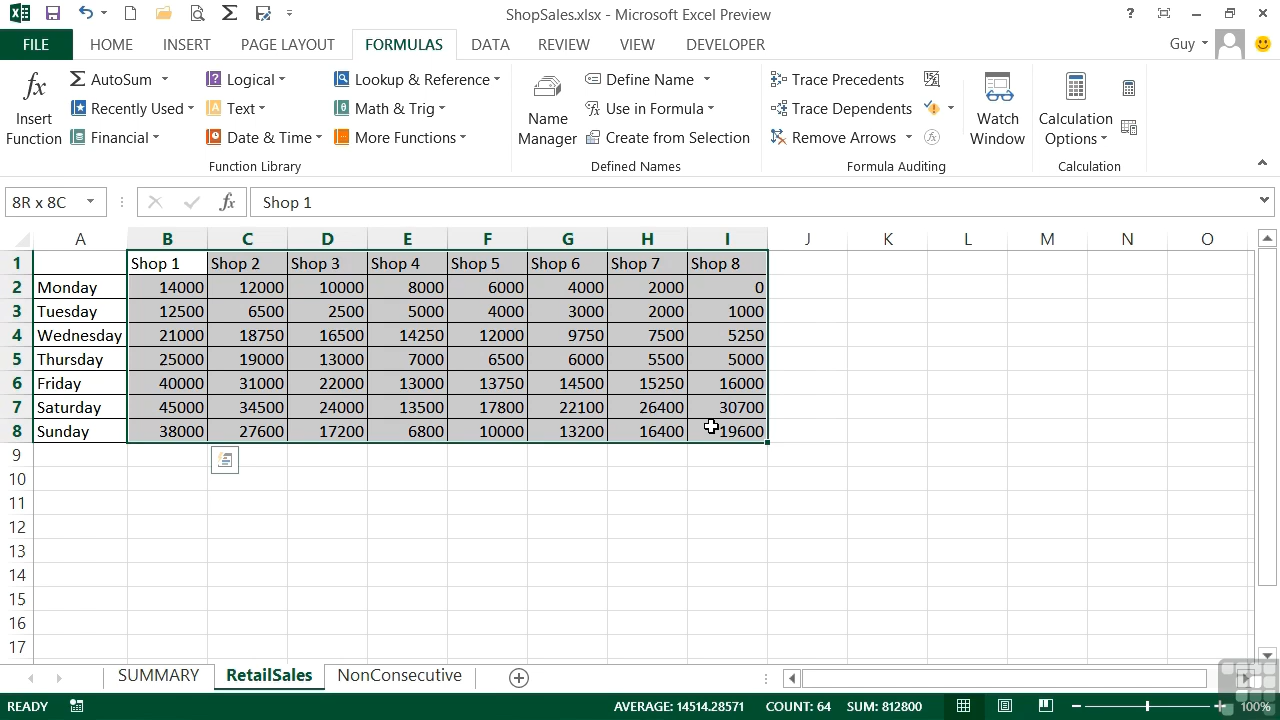 ShopSales.xlsx - Microsoft Excel Preview
FILE HOME INSERT PAGE LAYOUT FORMULAS DATA REVIEW VIEW DEVELOPER Guy
fx Insert Function
Σ AutoSum
Recently Used
Financial
Logical
Text
Date & Time
Lookup & Reference
Math & Trig
More Functions
Function Library
Name Manager
Define Name
Use in Formula
Create from Selection
Defined Names
Trace Precedents
Trace Dependents
Remove Arrows
Formula Auditing
Watch Window
Calculation Options
Calculation
8R x 8C fx Shop 1
A B C D E F G H I J K L M N O
1 Shop 1 Shop 2 Shop 3 Shop 4 Shop 5 Shop 6 Shop 7 Shop 8
2 Monday 14000 12000 10000 8000 6000 4000 2000 0
3 Tuesday 12500 6500 2500 5000 4000 3000 2000 1000
4 Wednesday 21000 18750 16500 14250 12000 9750 7500 5250
5 Thursday 25000 19000 13000 7000 6500 6000 5500 5000
6 Friday 40000 31000 22000 13000 13750 14500 15250 16000
7 Saturday 45000 34500 24000 13500 17800 22100 26400 30700
8 Sunday 38000 27600 17200 6800 10000 13200 16400 19600
9
10
11
12
13
14
15
16
17
SUMMARY RetailSales NonConsecutive
READY AVERAGE: 14514.28571 COUNT: 64 SUM: 812800 100%